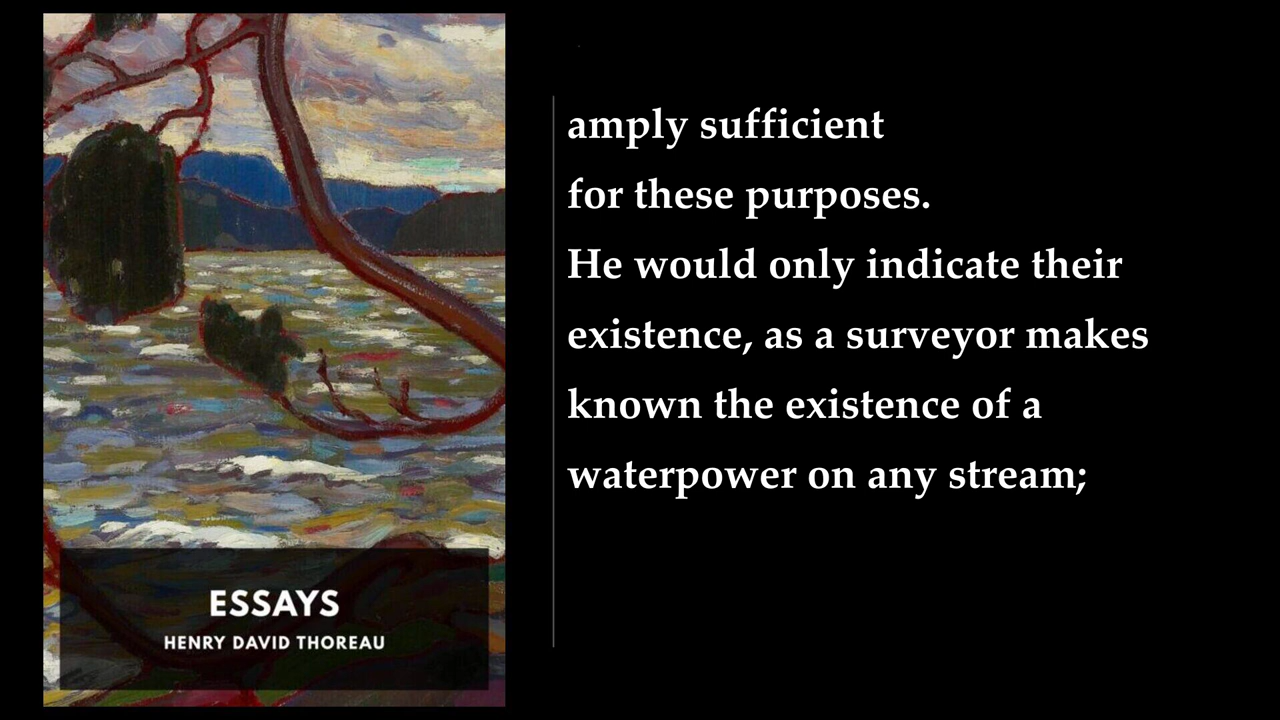 ESSAYS
HENRY DAVID THOREAU
amply sufficient
for these purposes.
He would only indicate their
existence, as a surveyor makes
known the existence of a
waterpower on any stream;